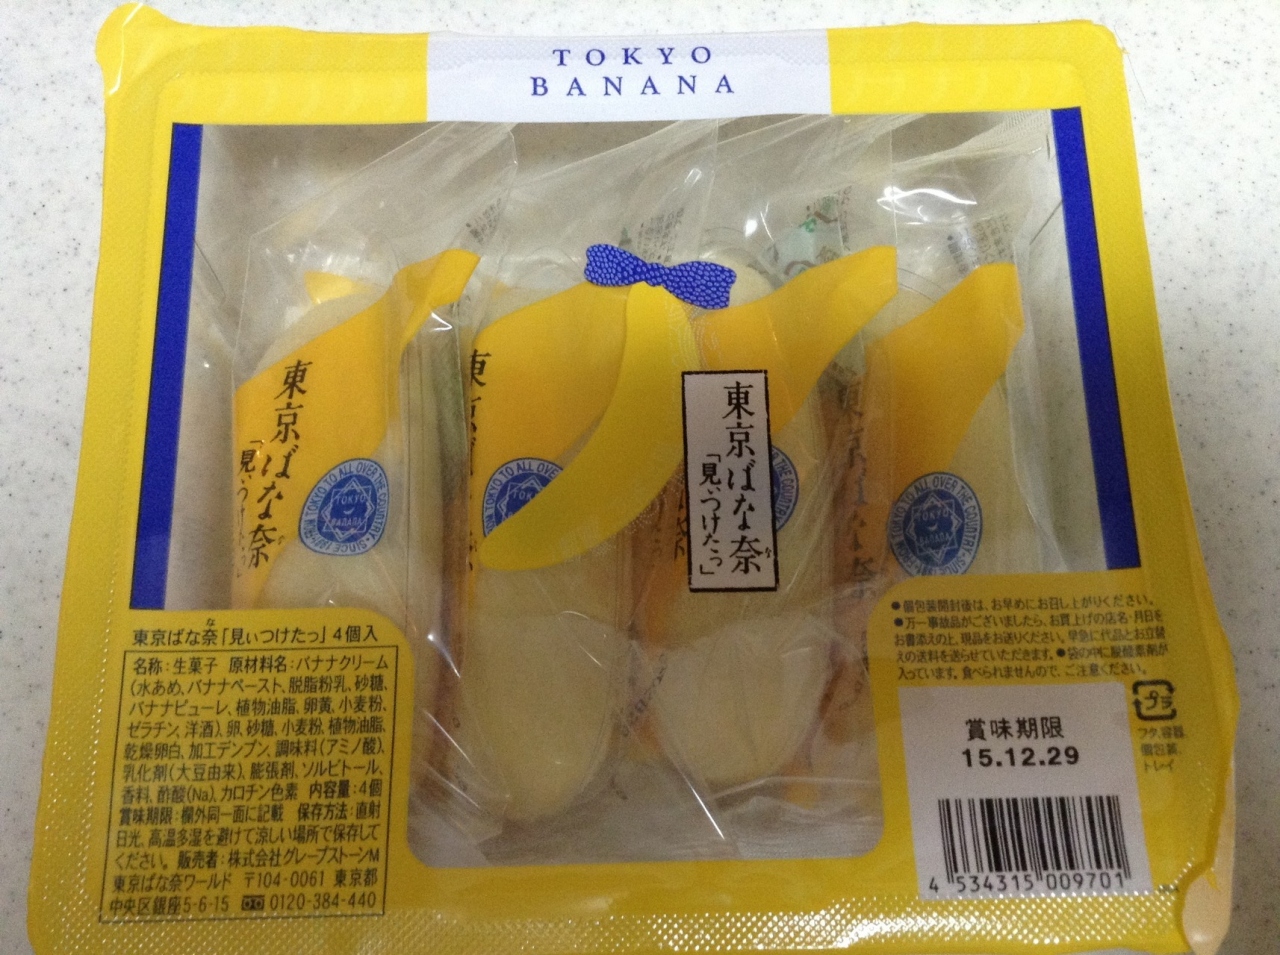 TOKYO
BANANA
東京ばな奈
「見ぃつけたっ」
東京ばな奈
「見ぃつけたっ」
な
東京ばな奈「見ぃつけたっ」4個入
名称:生菓子 原材料名:バナナクリーム
(水あめ、バナナペースト、脱脂粉乳、砂糖、
バナナピューレ、植物油脂、卵黄、小麦粉、
ゼラチン、洋酒)、卵、砂糖、小麦粉、植物油脂、
乾燥卵白、加工デンプン、調味料(アミノ酸)、
乳化剤(大豆由来)、膨張剤、ソルビトール、
香料、酢酸(Na)、カロチン色素 内容量:4個
賞味期限:欄外同一面に記載 保存方法:直射
日光、高温多湿を避けて涼しい場所で保存して
ください。販売者:株式会社グレープストーンM
東京ばな奈ワールド 〒104-0061 東京都
中央区銀座5-6-15 0120-384-440
●個包装開封後は、お早めにお召し上がりください。
●万一事故品がございましたら、お買上げの店名・月日を
お書添えの上、現品をお送りください。早急に代品とお立替
えの送料を送らせていただきます。●袋の中に脱酸素剤が
入っています。食べられませんので、ご注意ください。
賞味期限
15.12.29
4 534315 009701
プラ
フタ、容器、
個包装、
トレイ